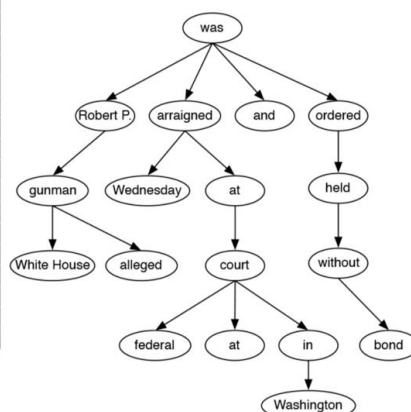 was
Robert P. arraigned and ordered
gunman Wednesday at held
White House alleged court without
federal at in bond
Washington